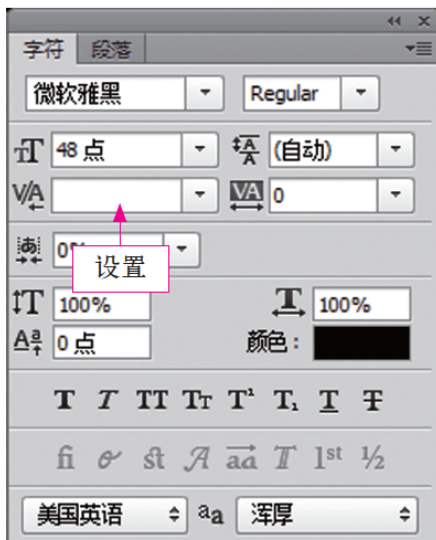 字符 段落
微软雅黑 Regular
48 点 (自动)
0
0%
设置
100% 100%
0 点 颜色：
T T TT Tт T¹ T₁ T T
fi st A aa T 1st ½
美国英语 aa 浑厚